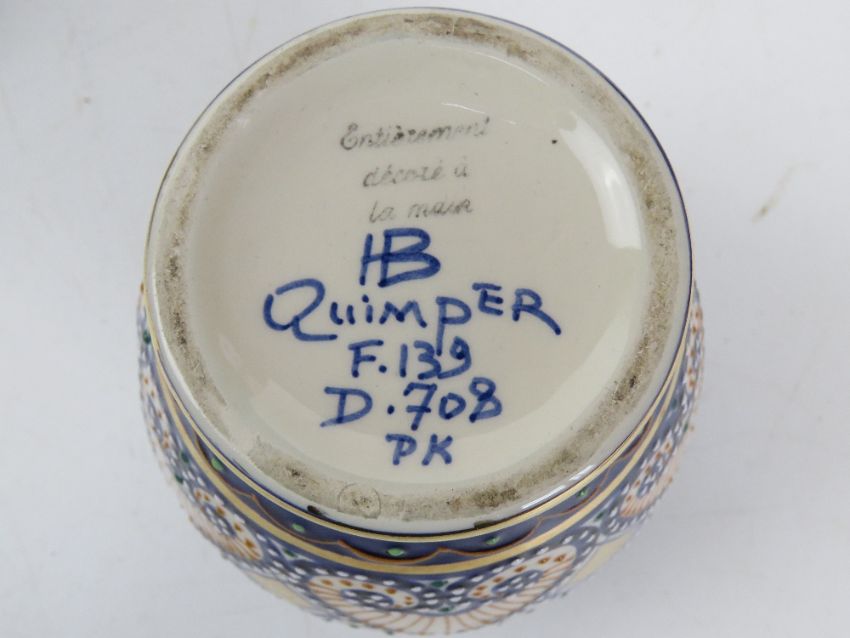 Entièrement
décoré à
la main
HB
QuimpER
F.139
D.708
PK